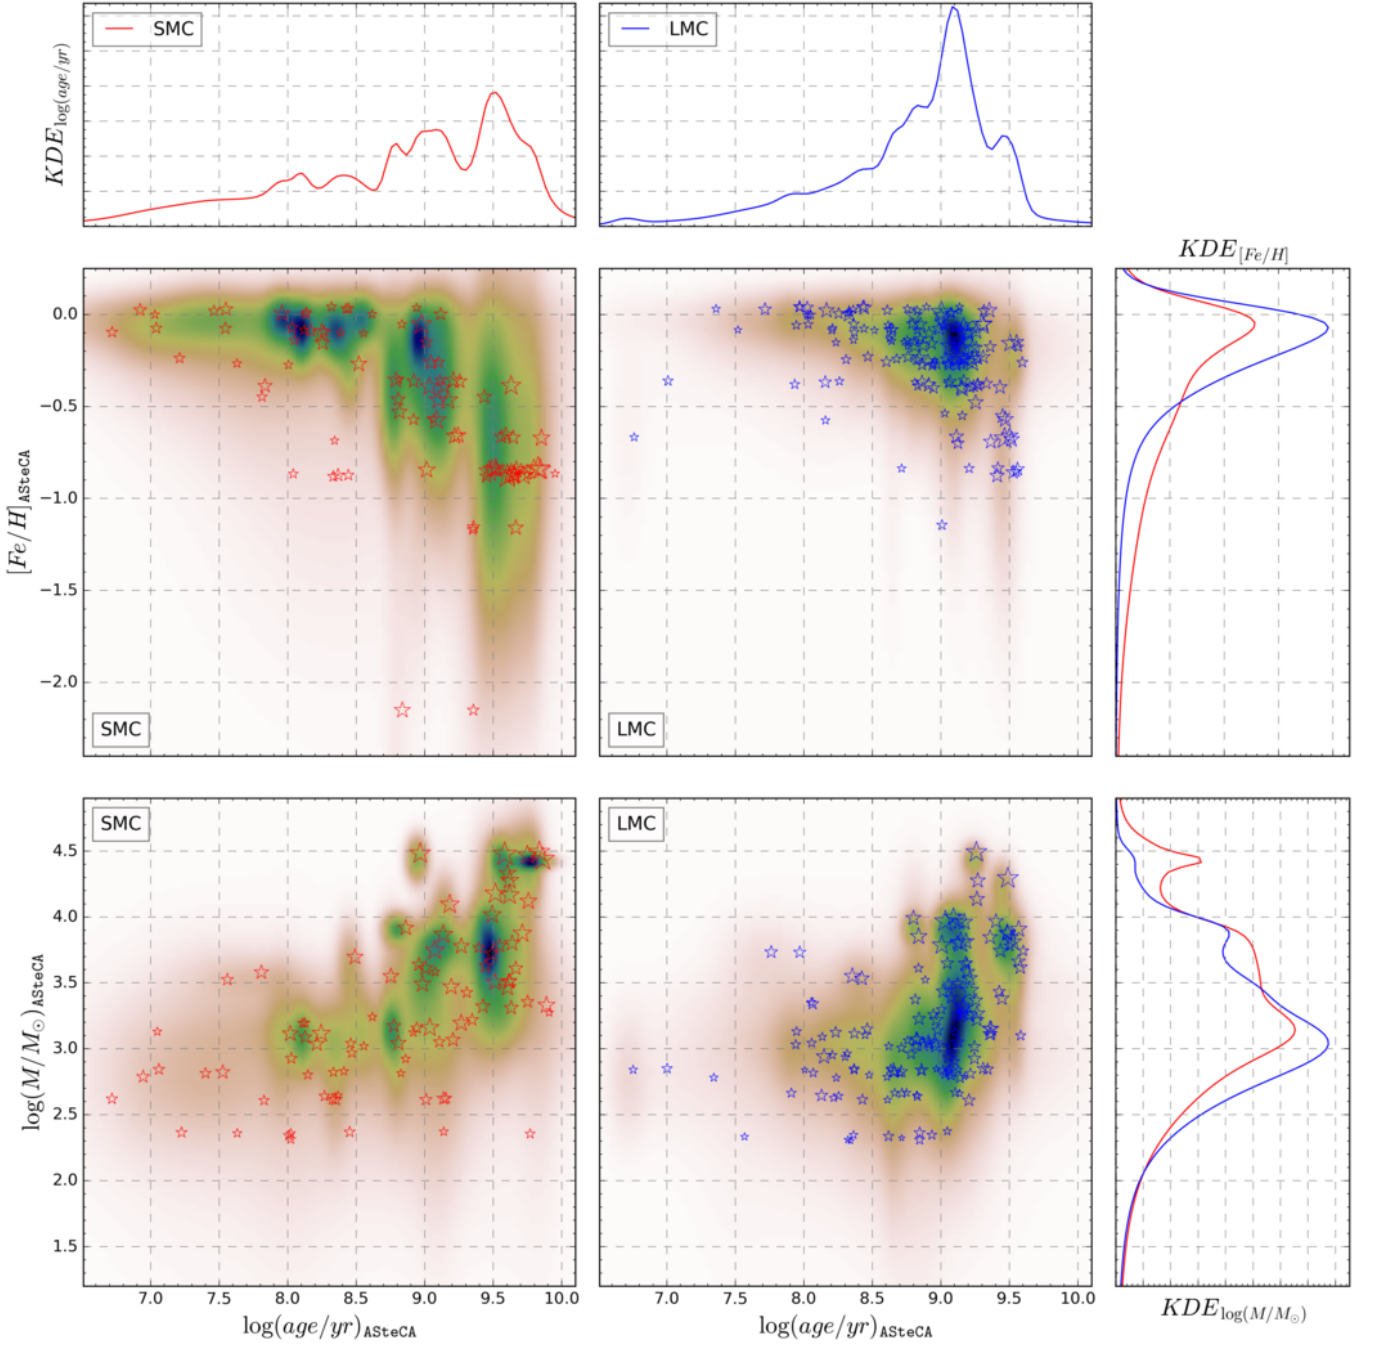 SMC
LMC
KDE_log(age/yr)
KDE_[Fe/H]
0.0
−0.5
−1.0
−1.5
−2.0
[Fe/H]_ASteCA
SMC
LMC
SMC
LMC
4.5
4.0
3.5
3.0
2.5
2.0
1.5
log(M/M_⊙)_ASteCA
7.0 7.5 8.0 8.5 9.0 9.5 10.0
7.0 7.5 8.0 8.5 9.0 9.5 10.0
log(age/yr)_ASteCA
log(age/yr)_ASteCA
KDE_log(M/M_⊙)